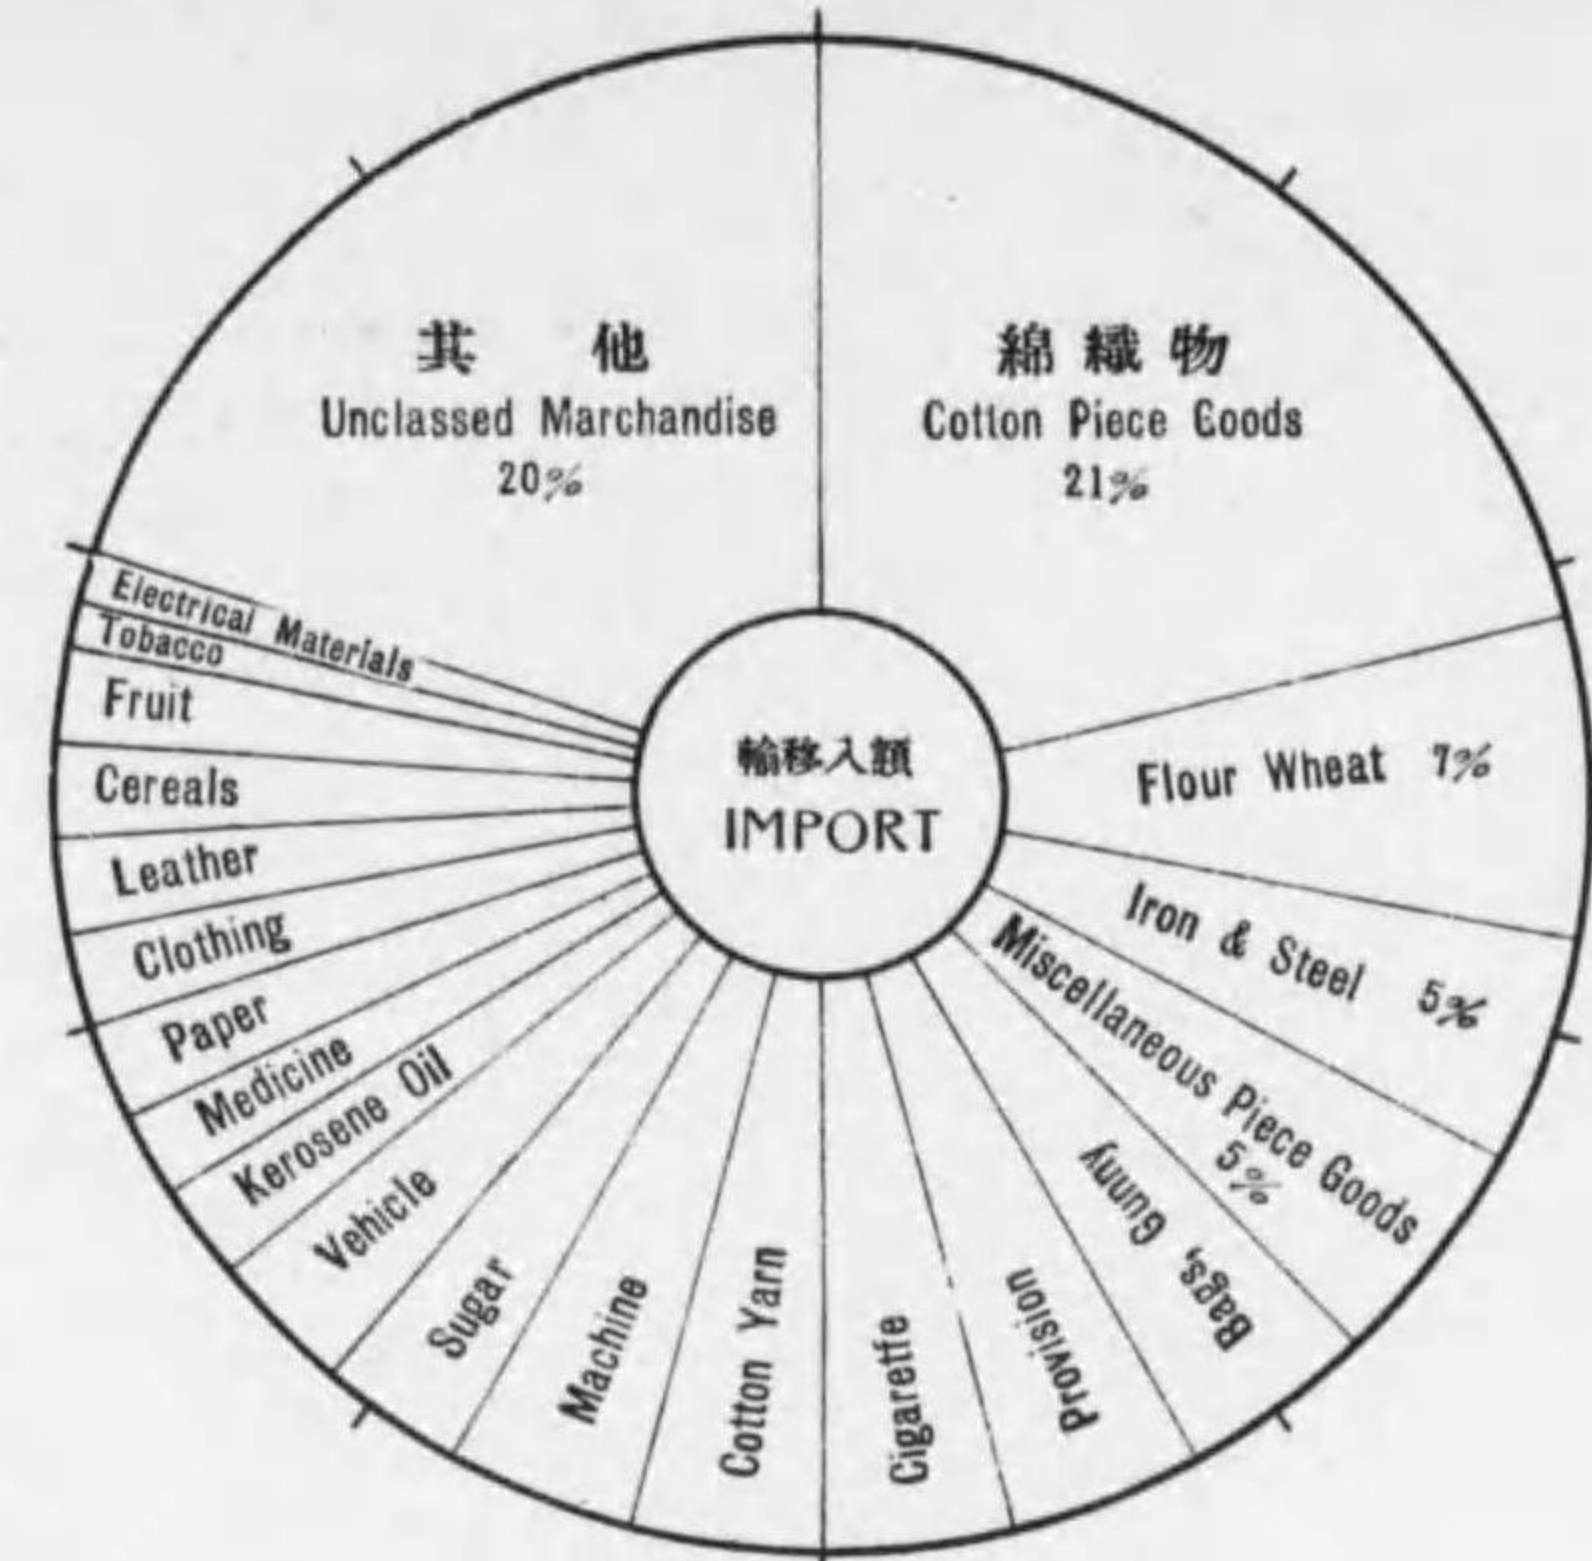 其他
Unclassed Marchandise
20%
綿織物
Cotton Piece Goods
21%
Flour Wheat 7%
Iron & Steel 5%
Miscellaneous Piece Goods
5%
Bags, Gunny
Provision
Cigarette
Cotton Yarn
Machine
Sugar
Vehicle
Kerosene Oil
Medicine
Paper
Clothing
Leather
Cereals
Fruit
Tobacco
Electrical Materials
輸移入額
IMPORT